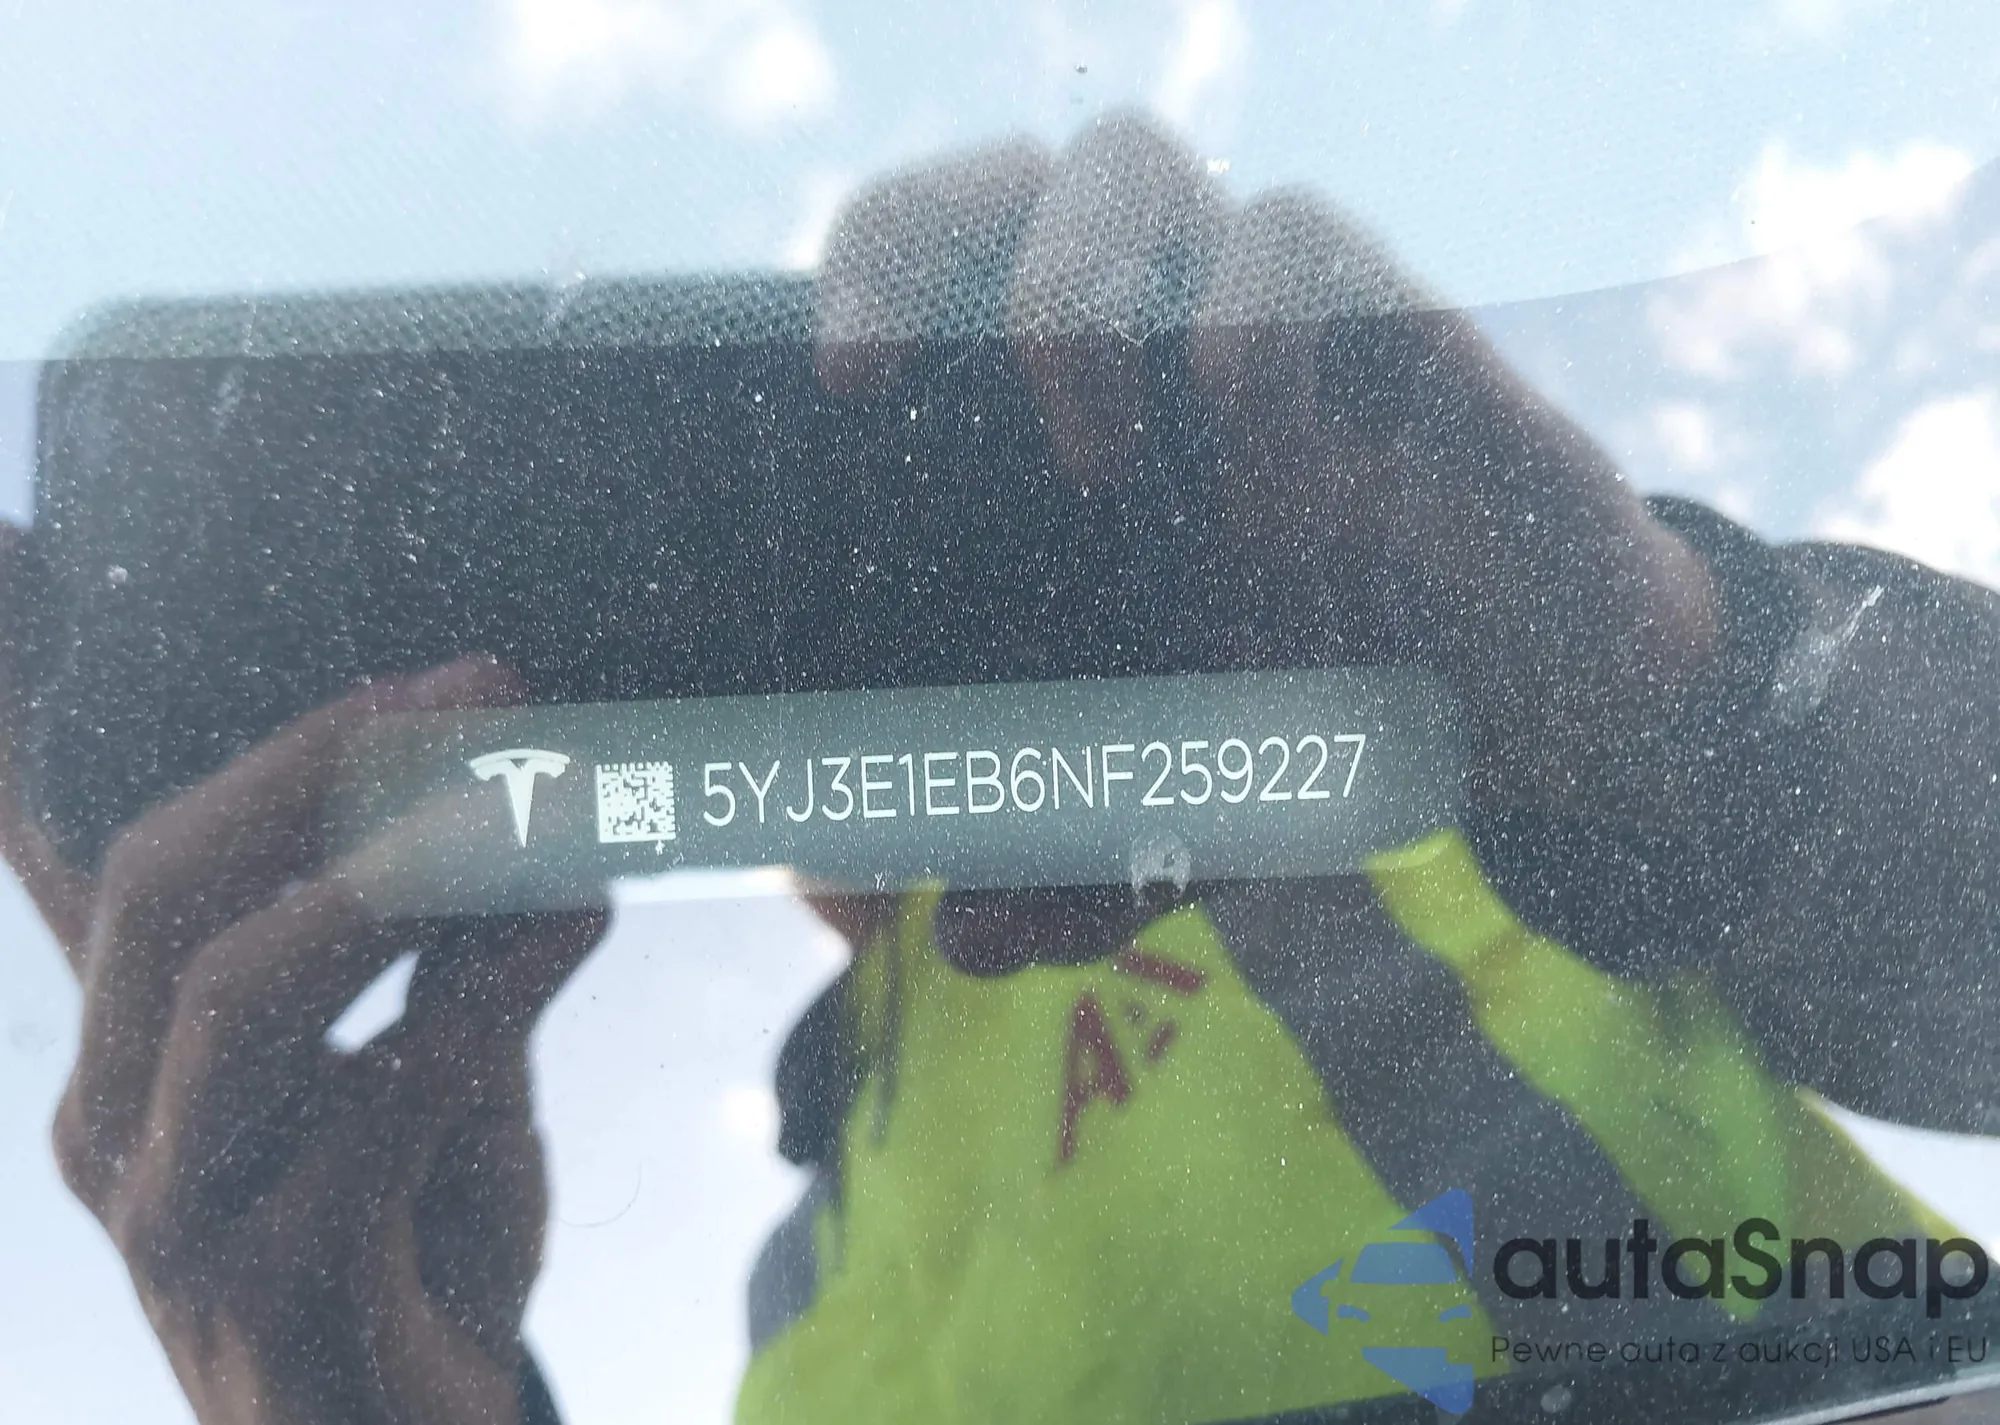 5YJ3E1EB6NF259227
autaSnap
Pewne auta z aukcji USA i EU